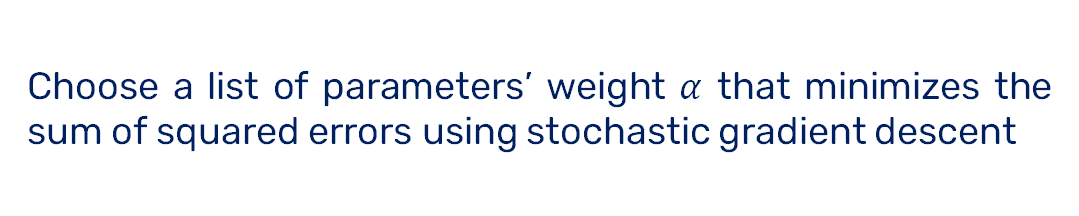 Choose a list of parameters’ weight α that minimizes the
sum of squared errors using stochastic gradient descent